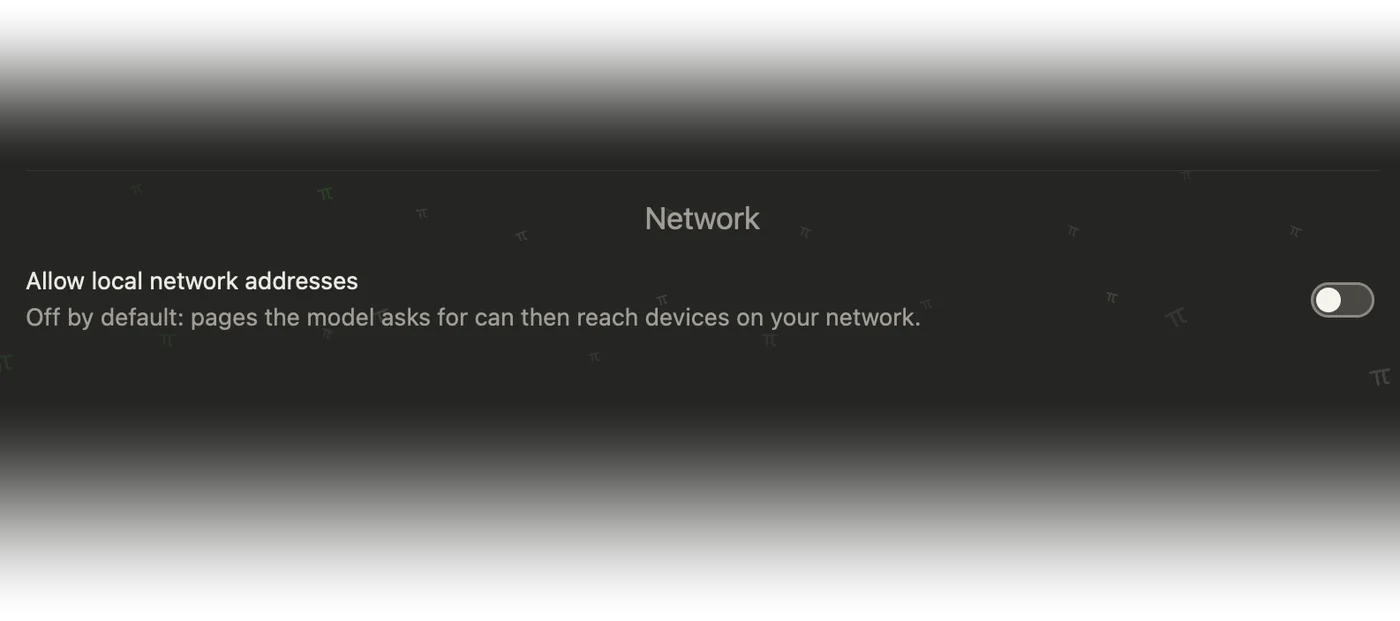 Network
Allow local network addresses
Off by default: pages the model asks for can then reach devices on your network.